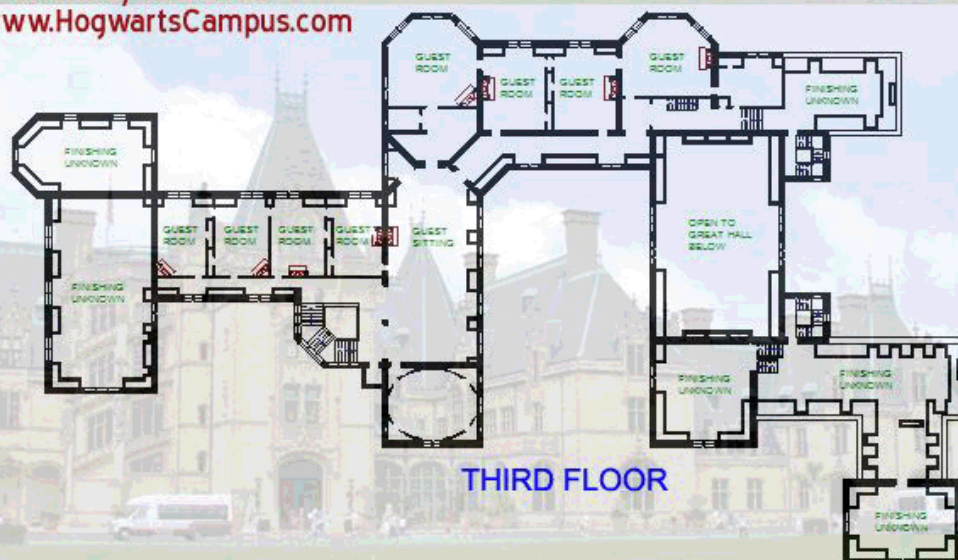 www.HogwartsCampus.com
GUEST
ROOM
GUEST
ROOM
GUEST
ROOM
GUEST
ROOM
FINISHING
UNKNOWN
FINISHING
UNKNOWN
GUEST
ROOM
GUEST
ROOM
GUEST
ROOM
GUEST
ROOM
GUEST
SITTING
OPEN TO
GREAT HALL
BELOW
FINISHING
UNKNOWN
FINISHING
UNKNOWN
FINISHING
UNKNOWN
THIRD FLOOR
FINISHING
UNKNOWN